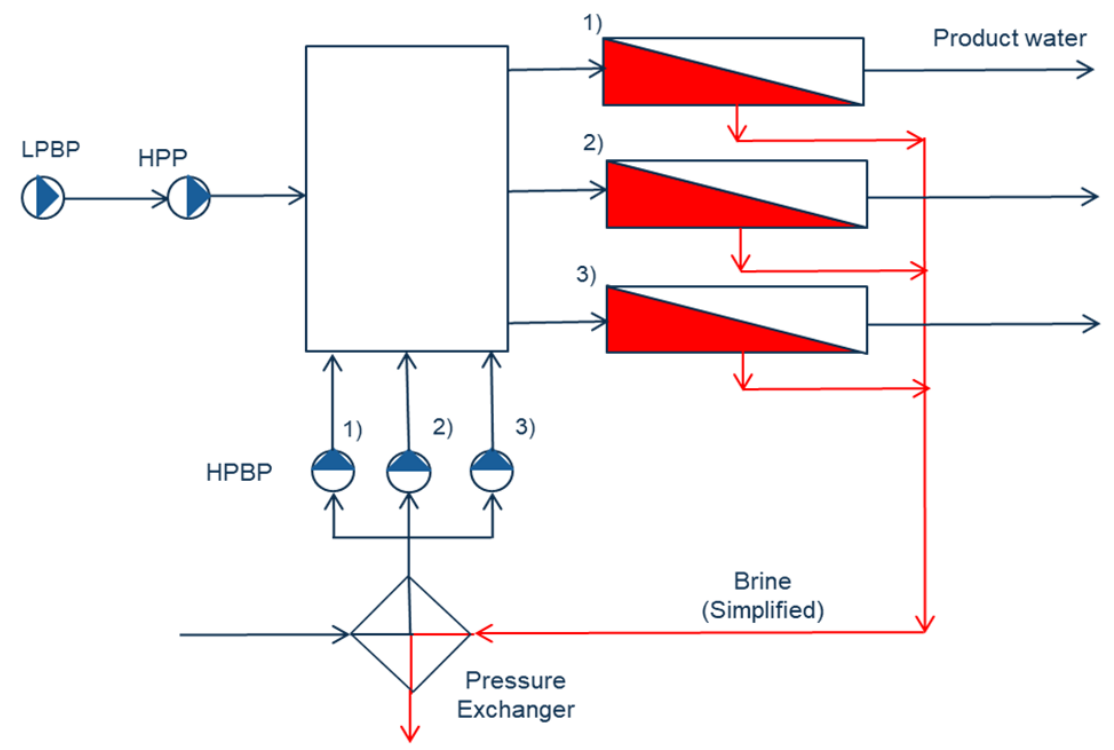 1)
Product water
LPBP
HPP
2)
3)
1)
2)
3)
HPBP
Brine
(Simplified)
Pressure
Exchanger